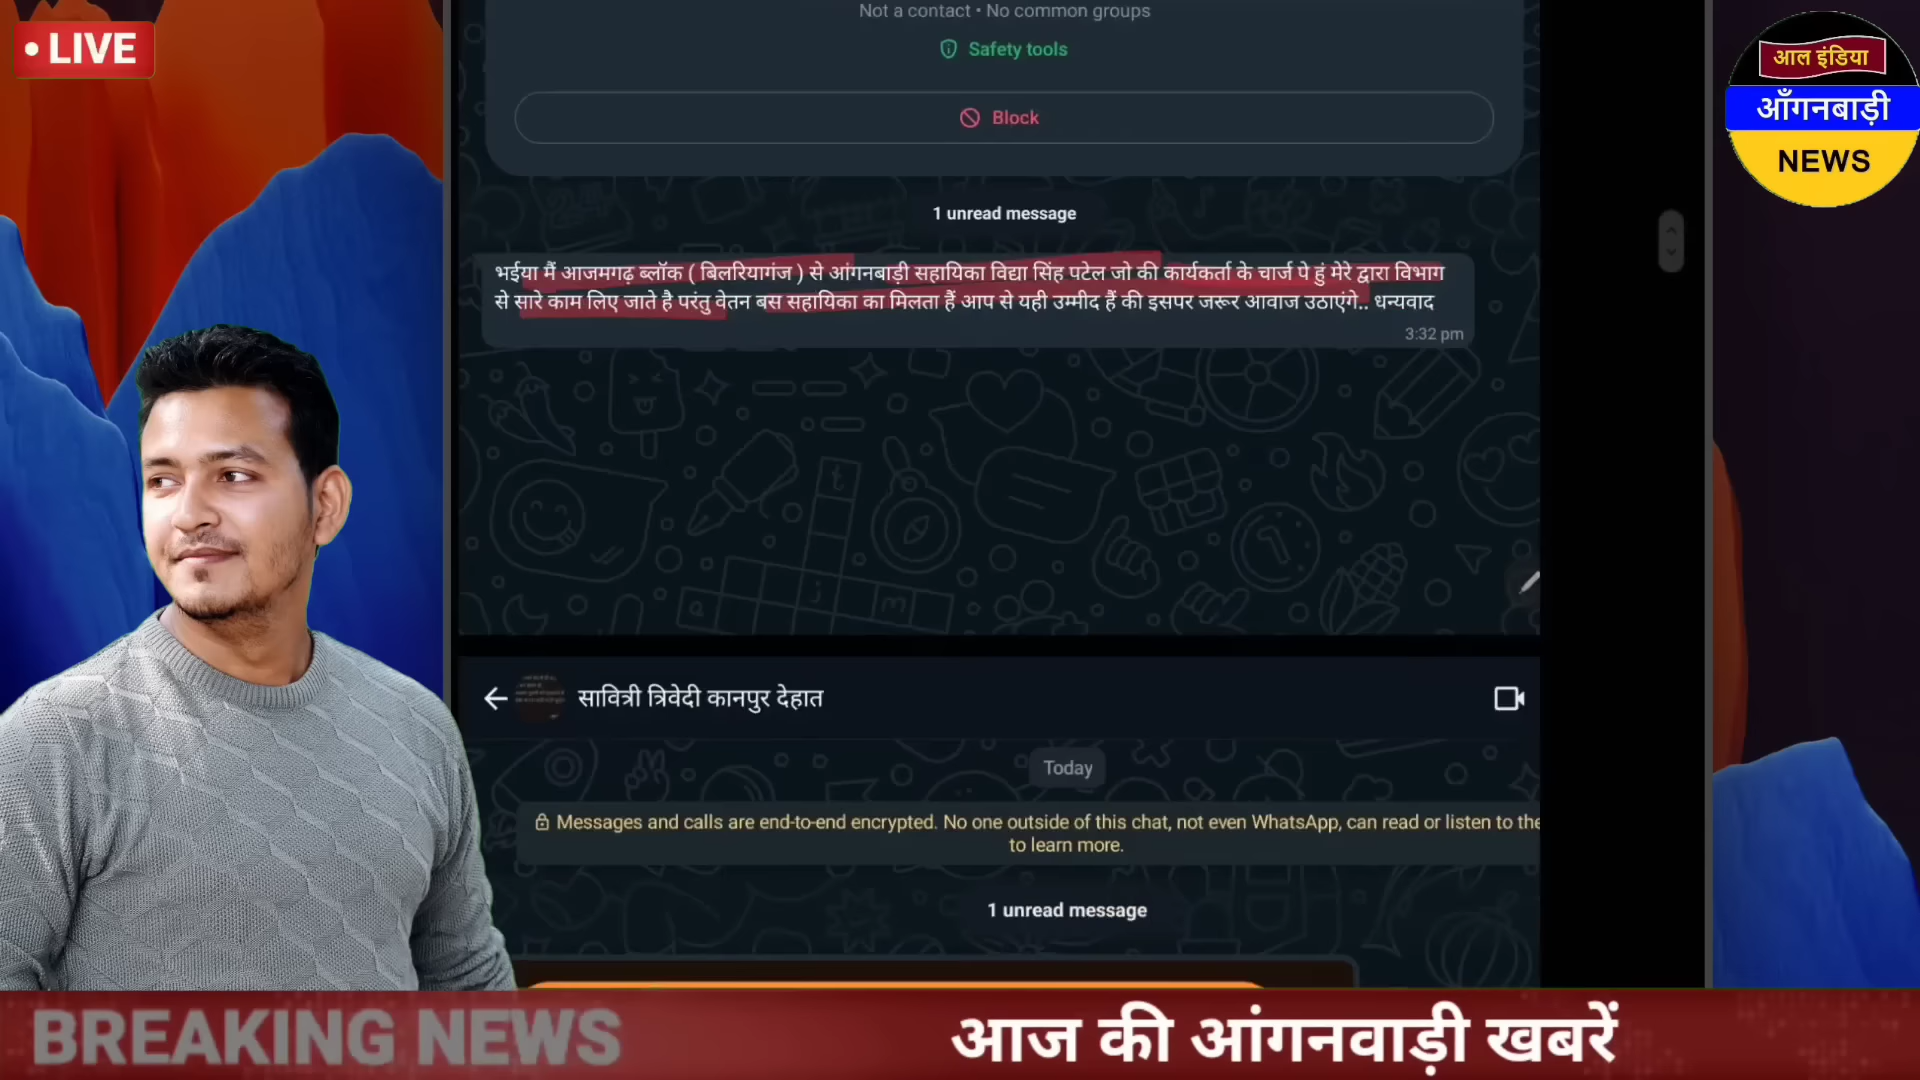 • LIVE
Not a contact • No common groups
Safety tools
Block
आल इंडिया
आँगनबाड़ी
NEWS
1 unread message
भईया मैं आजमगढ़ ब्लॉक ( बिलरियागंज ) से आंगनबाड़ी सहायिका विद्या सिंह पटेल जो की कार्यकर्ता के चार्ज पे हुं मेरे द्वारा विभाग
से सारे काम लिए जाते है परंतु वेतन बस सहायिका का मिलता हैं आप से यही उम्मीद हैं की इसपर जरूर आवाज उठाएंगे.. धन्यवाद
3:32 pm
सावित्री त्रिवेदी कानपुर देहात
Today
Messages and calls are end-to-end encrypted. No one outside of this chat, not even WhatsApp, can read or listen to the
to learn more.
1 unread message
BREAKING NEWS
आज की आंगनवाड़ी खबरें